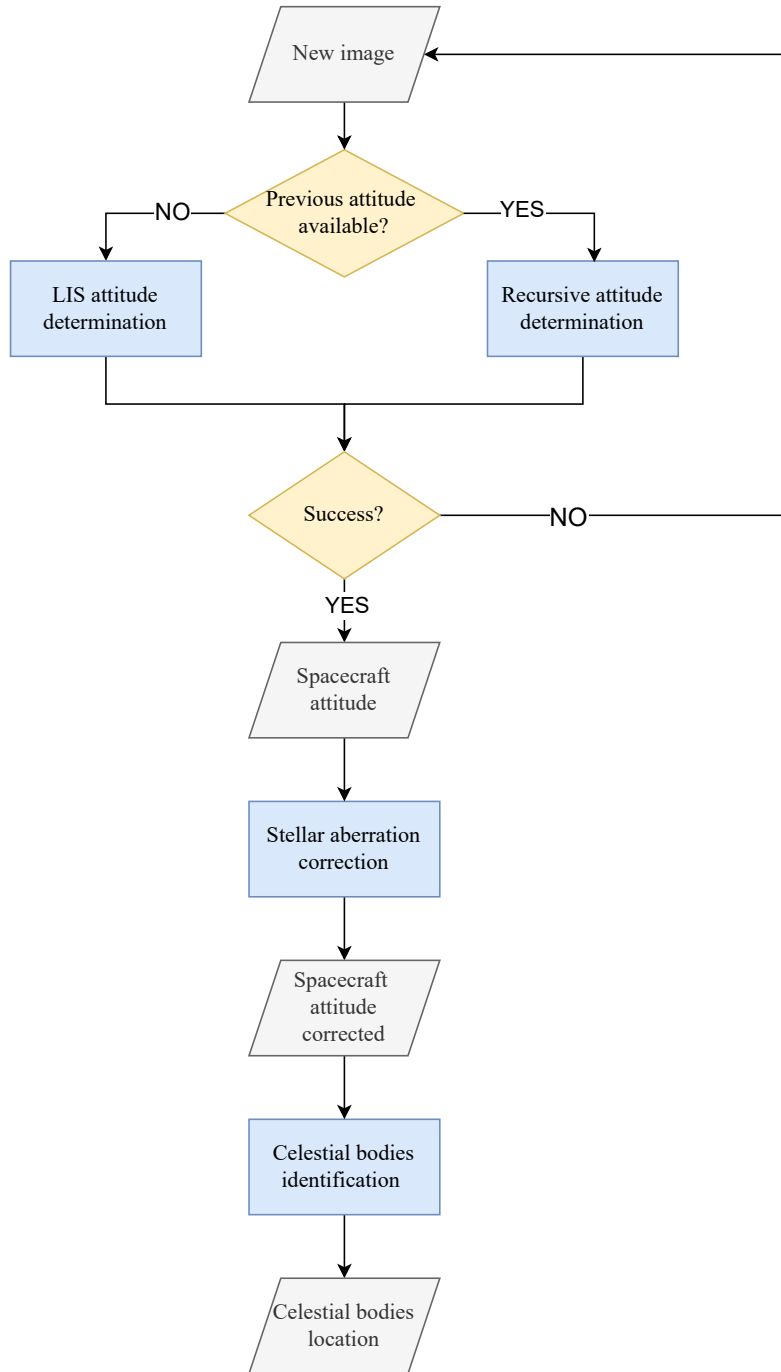 New image
Previous attitude
available?
NO
YES
LIS attitude
determination
Recursive attitude
determination
Success?
NO
YES
Spacecraft
attitude
Stellar aberration
correction
Spacecraft
attitude
corrected
Celestial bodies
identification
Celestial bodies
location